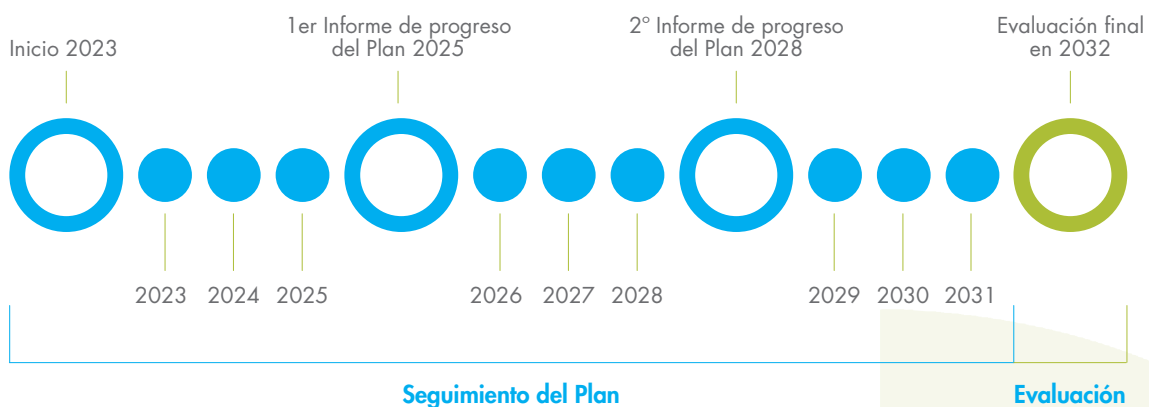 Inicio 2023
1er Informe de progreso
del Plan 2025
2º Informe de progreso
del Plan 2028
Evaluación final
en 2032
2023 2024 2025 2026 2027 2028 2029 2030 2031
Seguimiento del Plan
Evaluación